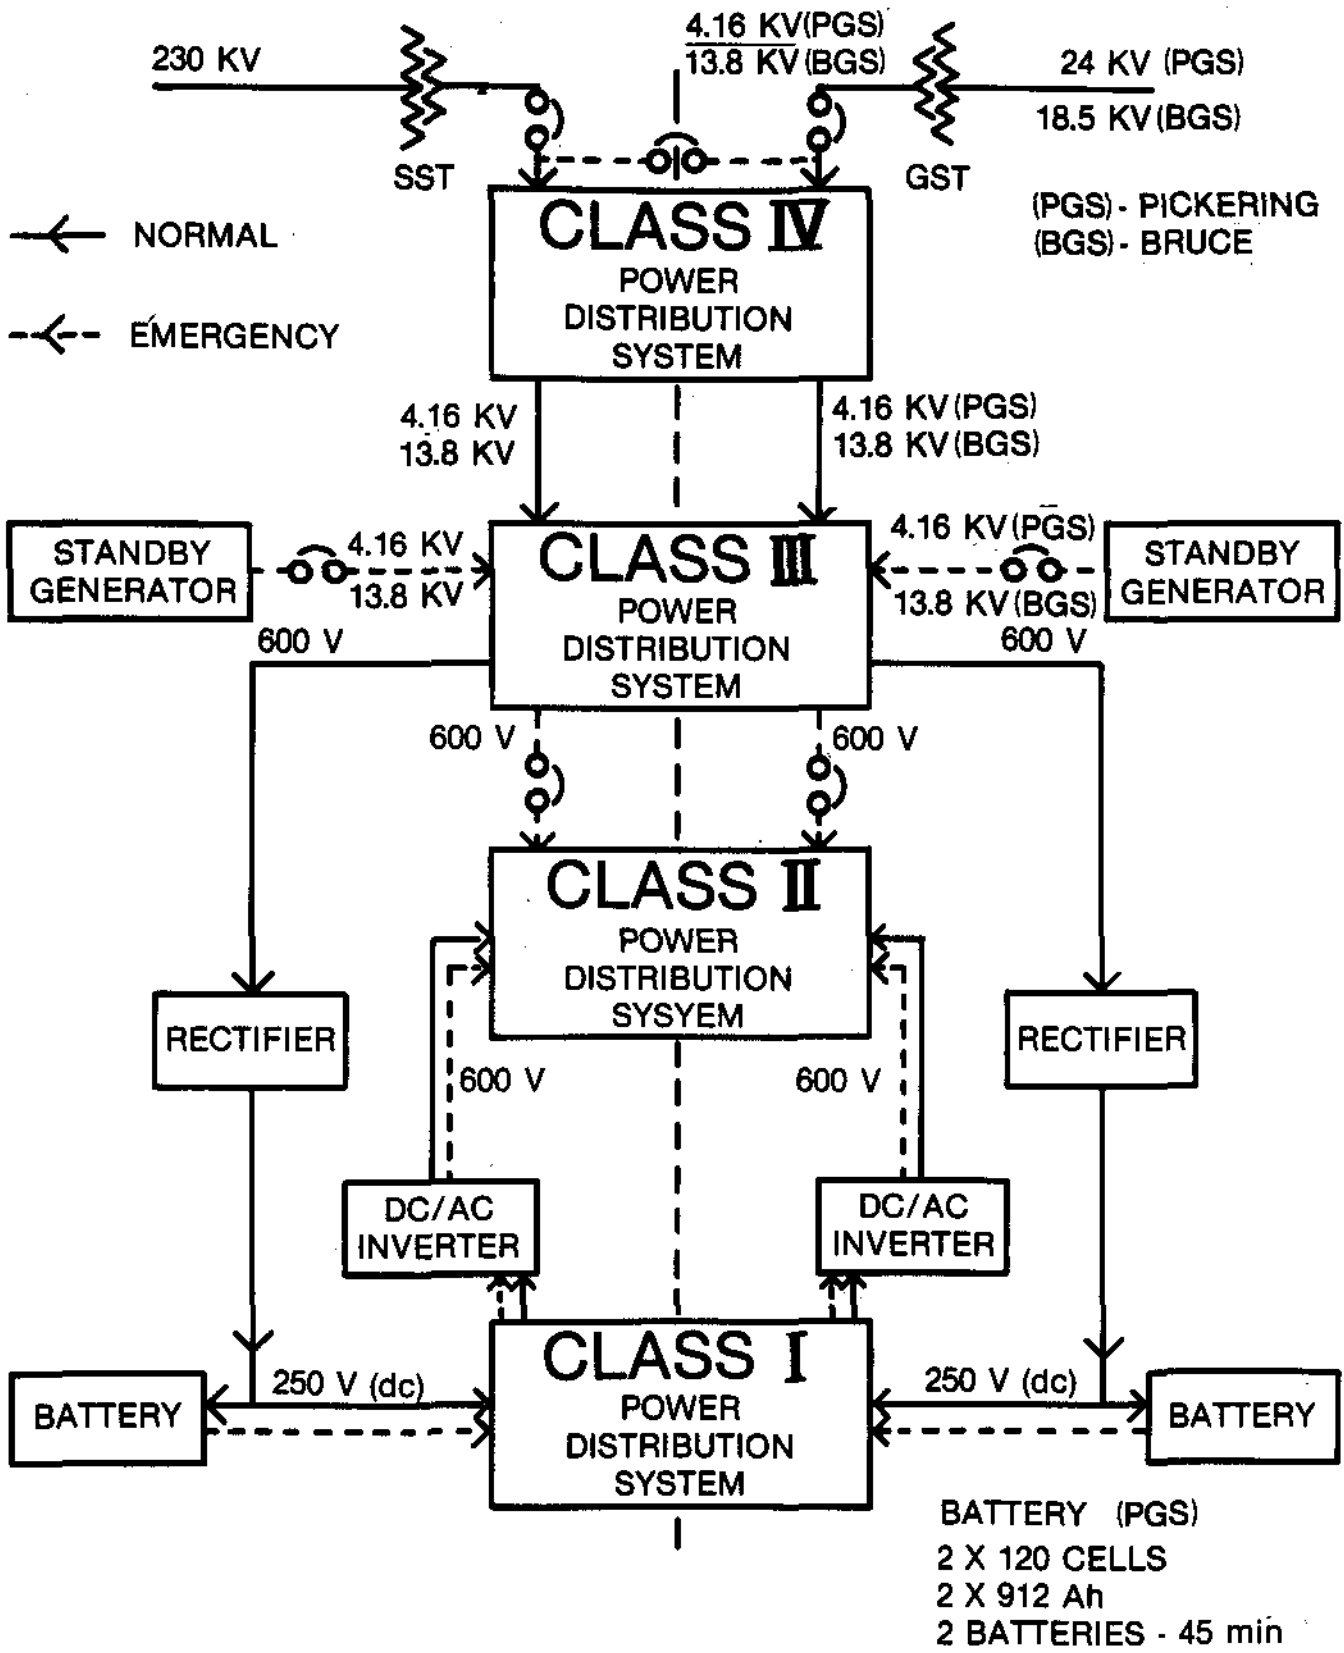 4.16 KV(PGS)
230 KV
13.8 KV(BGS)
24 KV (PGS)
18.5 KV(BGS)
SST
GST
(PGS)- PICKERING
(BGS)- BRUCE
NORMAL
EMERGENCY
CLASS IV
POWER
DISTRIBUTION
SYSTEM
4.16 KV
13.8 KV
4.16 KV(PGS)
13.8 KV(BGS)
STANDBY
GENERATOR
4.16 KV
13.8 KV
CLASS III
POWER
DISTRIBUTION
SYSTEM
4.16 KV(PGS)
13.8 KV(BGS)
STANDBY
GENERATOR
600 V
600 V
600 V
600 V
CLASS II
POWER
DISTRIBUTION
SYSYEM
RECTIFIER
RECTIFIER
600 V
600 V
DC/AC
INVERTER
DC/AC
INVERTER
CLASS I
POWER
DISTRIBUTION
SYSTEM
250 V (dc)
250 V (dc)
BATTERY
BATTERY
BATTERY (PGS)
2 X 120 CELLS
2 X 912 Ah
2 BATTERIES - 45 min